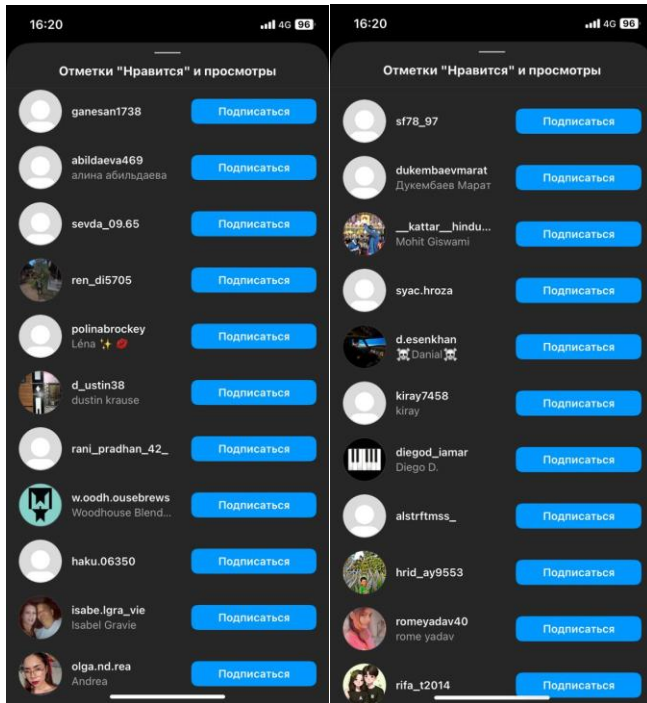 16:20
4G 96
Отметки "Нравится" и просмотры
ganesan1738
Подписаться
abildaeva469
алина абильдаева
Подписаться
sevda_09.65
Подписаться
ren_di5705
Подписаться
polinabrockey
Léna ✨ 💋
Подписаться
d_ustin38
dustin krause
Подписаться
rani_pradhan_42_
Подписаться
w.oodh.ousebrews
Woodhouse Blend...
Подписаться
haku.06350
Подписаться
isabe.lgra_vie
Isabel Gravie
Подписаться
olga.nd.rea
Andrea
Подписаться
16:20
4G 96
Отметки "Нравится" и просмотры
sf78_97
Подписаться
dukembaevmarat
Дукембаев Марат
Подписаться
__kattar__hindu...
Mohit Giswami
Подписаться
syac.hroza
Подписаться
d.esenkhan
☠️Danial☠️
Подписаться
kiray7458
kiray
Подписаться
diegod_iamar
Diego D.
Подписаться
alstrftmss_
Подписаться
hrid_ay9553
Подписаться
romeyadav40
rome yadav
Подписаться
rifa_t2014
Подписаться